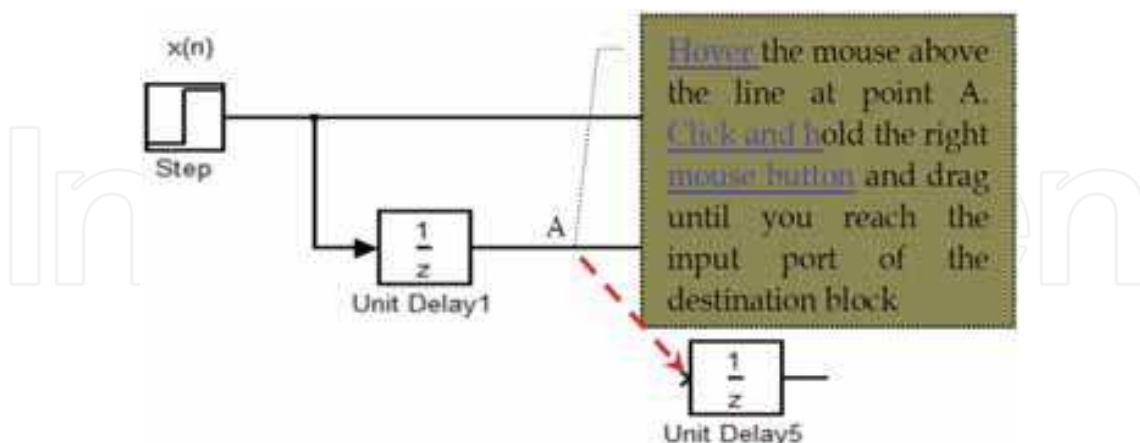 x(n)
Step
Hover the mouse above
the line at point A.
Click and hold the right
mouse button and drag
until you reach the
input port of the
destination block
A
1
z
Unit Delay1
1
z
Unit Delay5